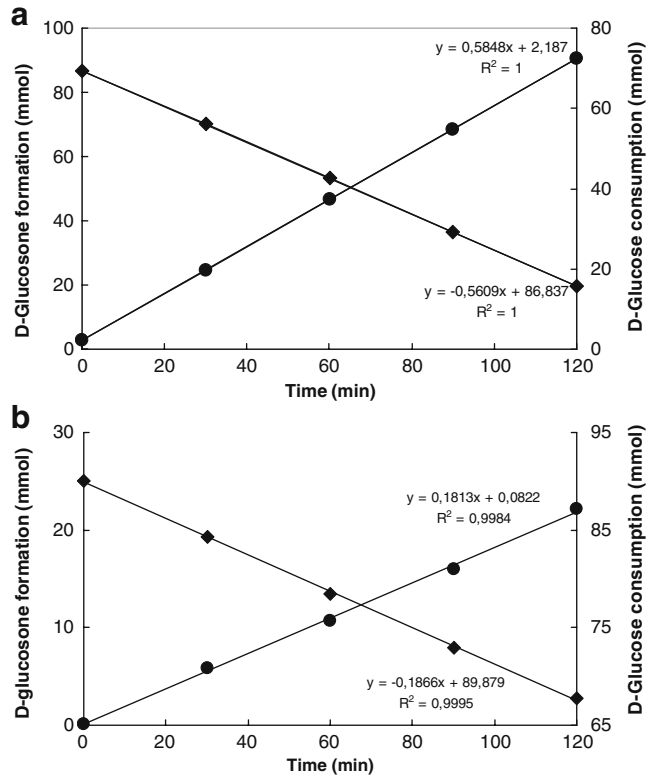 a
y = 0,5848x + 2,187
R² = 1
y = -0,5609x + 86,837
R² = 1
D-Glucosone formation (mmol)
100
80
60
40
20
0
D-Glucose consumption (mmol)
80
60
40
20
0
0 20 40 60 80 100 120
Time (min)
b
y = 0,1813x + 0,0822
R² = 0,9984
y = -0,1866x + 89,879
R² = 0,9995
D-glucosone formation (mmol)
30
20
10
0
D-Glucose consumption (mmol)
95
85
75
65
0 20 40 60 80 100 120
Time (min)